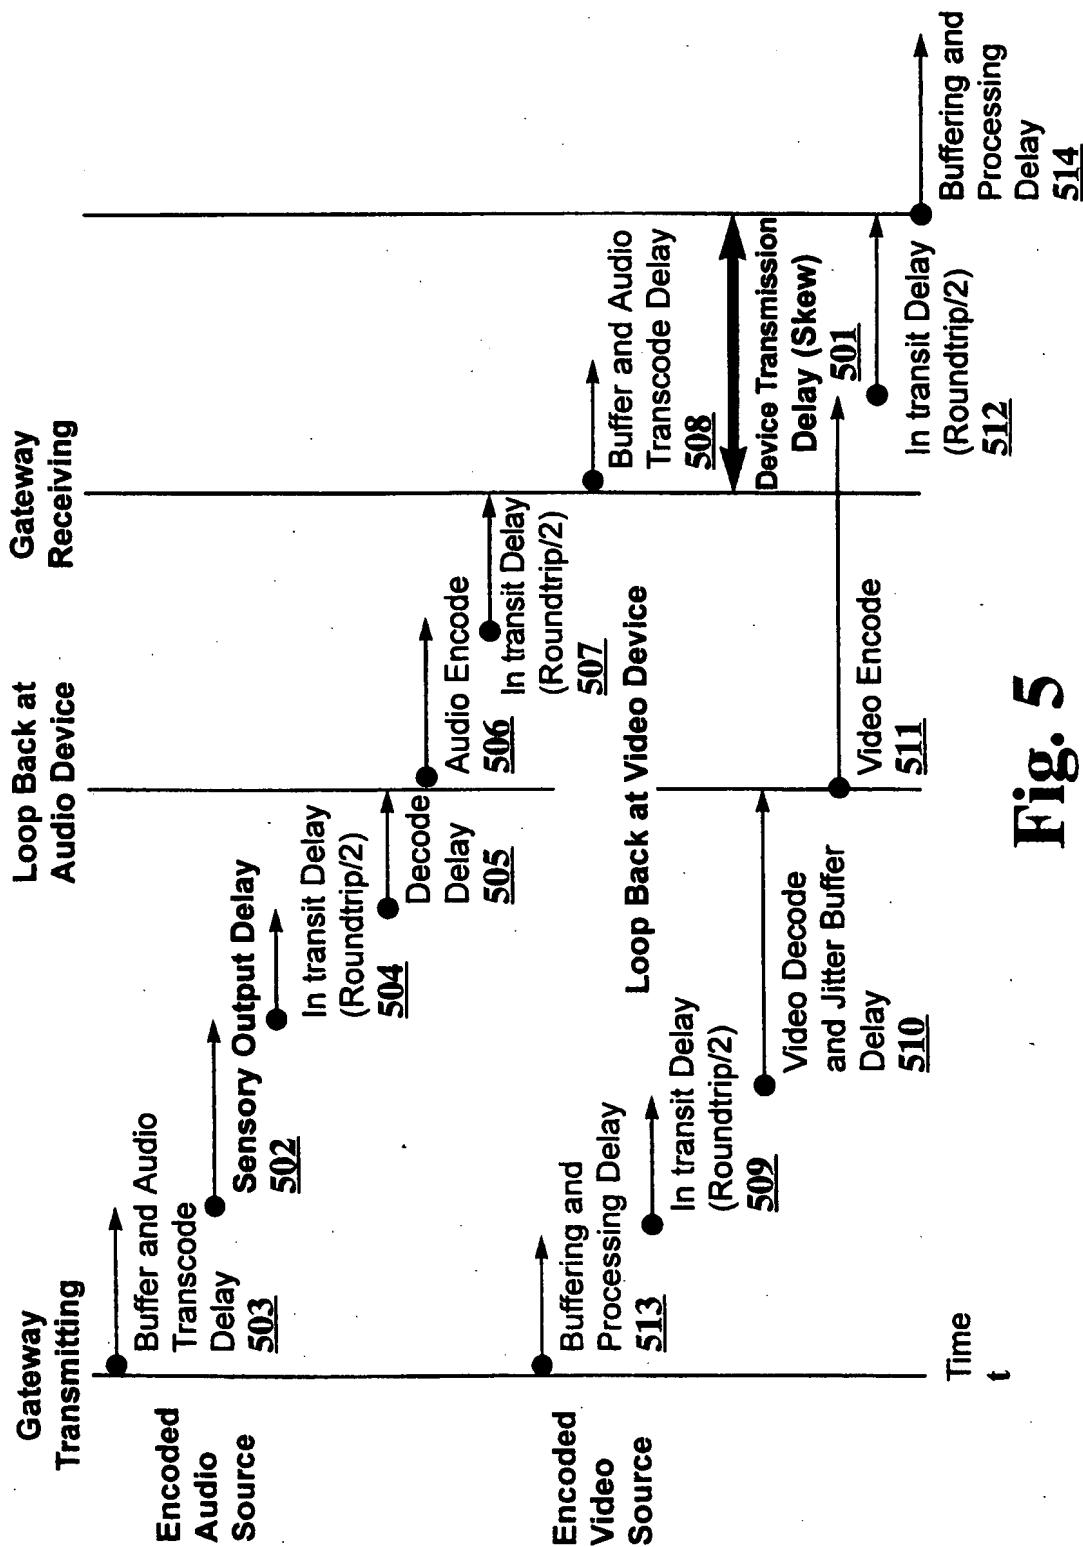 Gateway
Transmitting
Loop Back at
Audio Device
Gateway
Receiving
Encoded
Audio
Source
Buffer and Audio
Transcode
Delay
503
Sensory Output Delay
502
In transit Delay
(Roundtrip/2)
504
Decode
Delay
505
Audio Encode
506
In transit Delay
(Roundtrip/2)
507
Buffer and Audio
Transcode Delay
508
Device Transmission
Delay (Skew)
501
Loop Back at Video Device
Encoded
Video
Source
Buffering and
Processing Delay
513
In transit Delay
(Roundtrip/2)
509
Video Decode
and Jitter Buffer
Delay
510
Video Encode
511
In transit Delay
(Roundtrip/2)
512
Buffering and
Processing
Delay
514
Time
t
Fig. 5